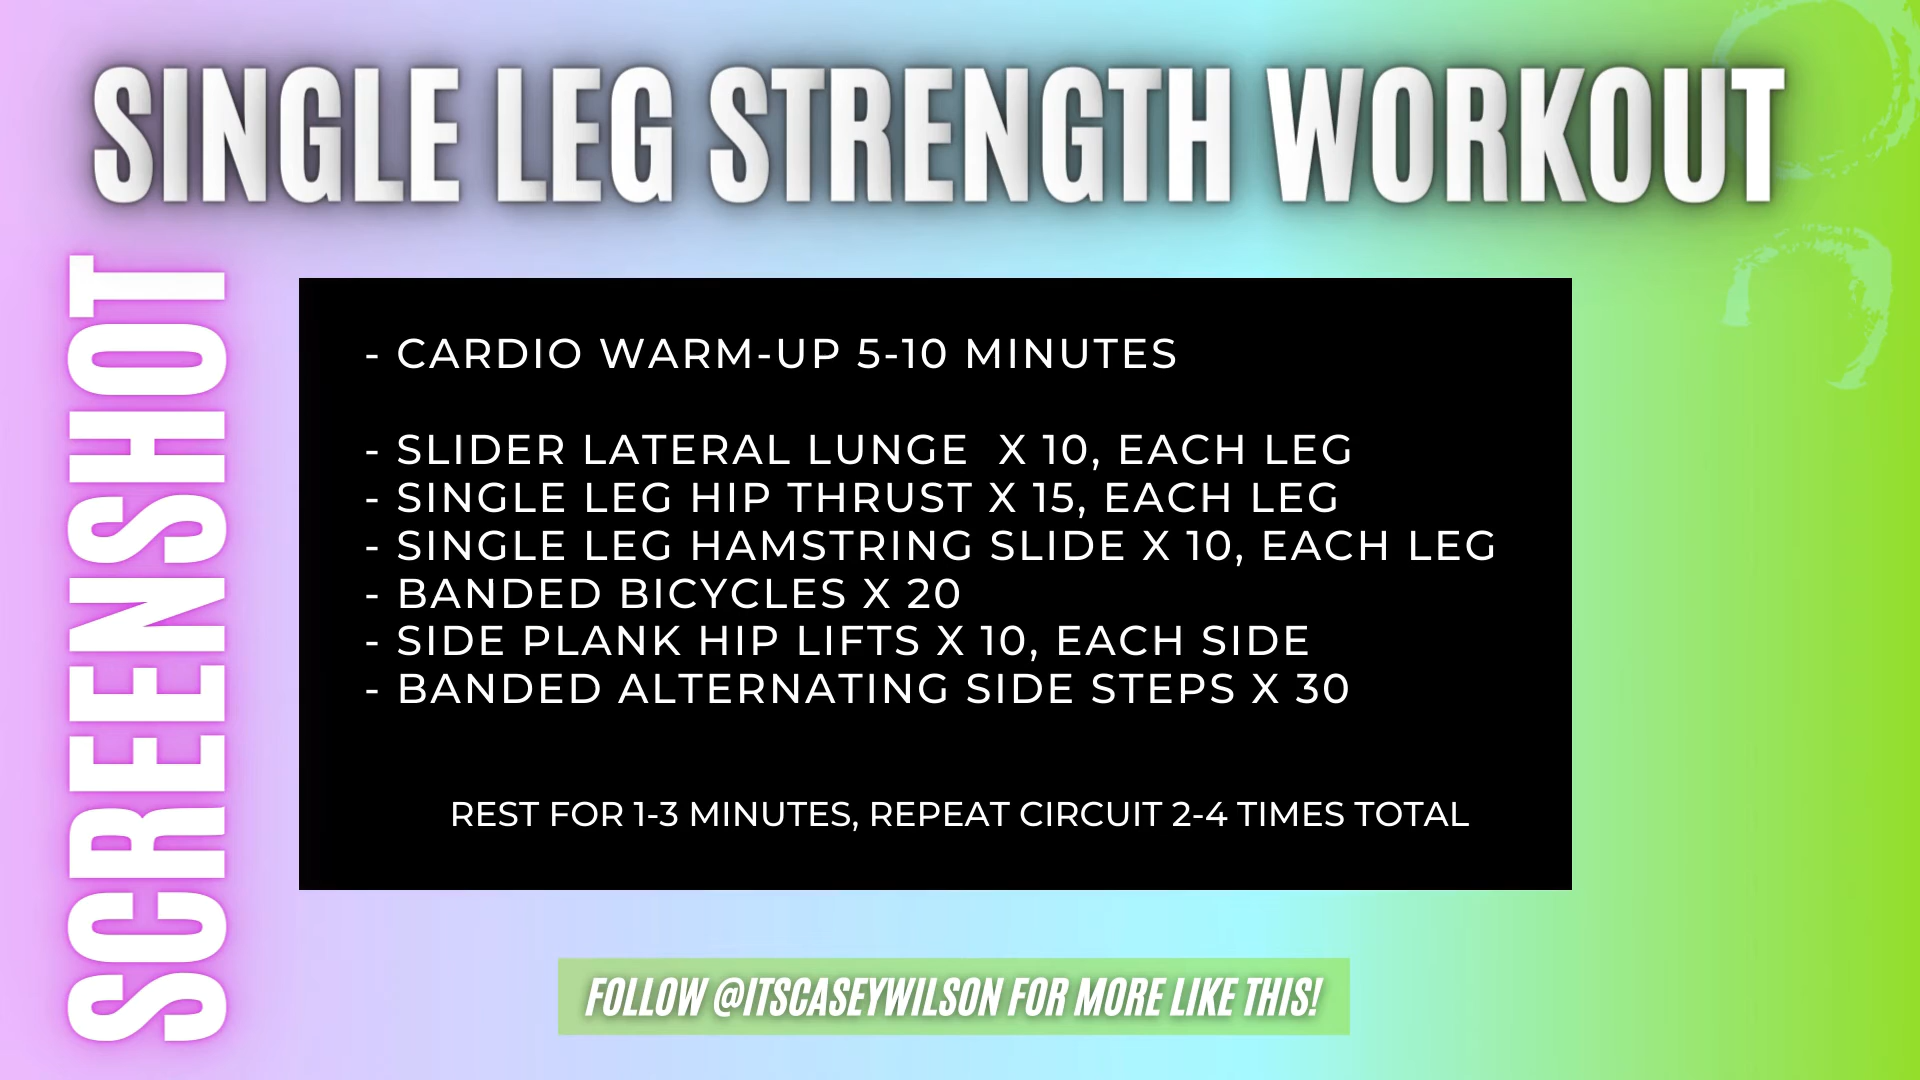 SINGLE LEG STRENGTH WORKOUT
SCREENSHOT
- CARDIO WARM-UP 5-10 MINUTES
- SLIDER LATERAL LUNGE  X 10, EACH LEG
- SINGLE LEG HIP THRUST X 15, EACH LEG
- SINGLE LEG HAMSTRING SLIDE X 10, EACH LEG
- BANDED BICYCLES X 20
- SIDE PLANK HIP LIFTS X 10, EACH SIDE
- BANDED ALTERNATING SIDE STEPS X 30
REST FOR 1-3 MINUTES, REPEAT CIRCUIT 2-4 TIMES TOTAL
FOLLOW @ITSCASEYWILSON FOR MORE LIKE THIS!